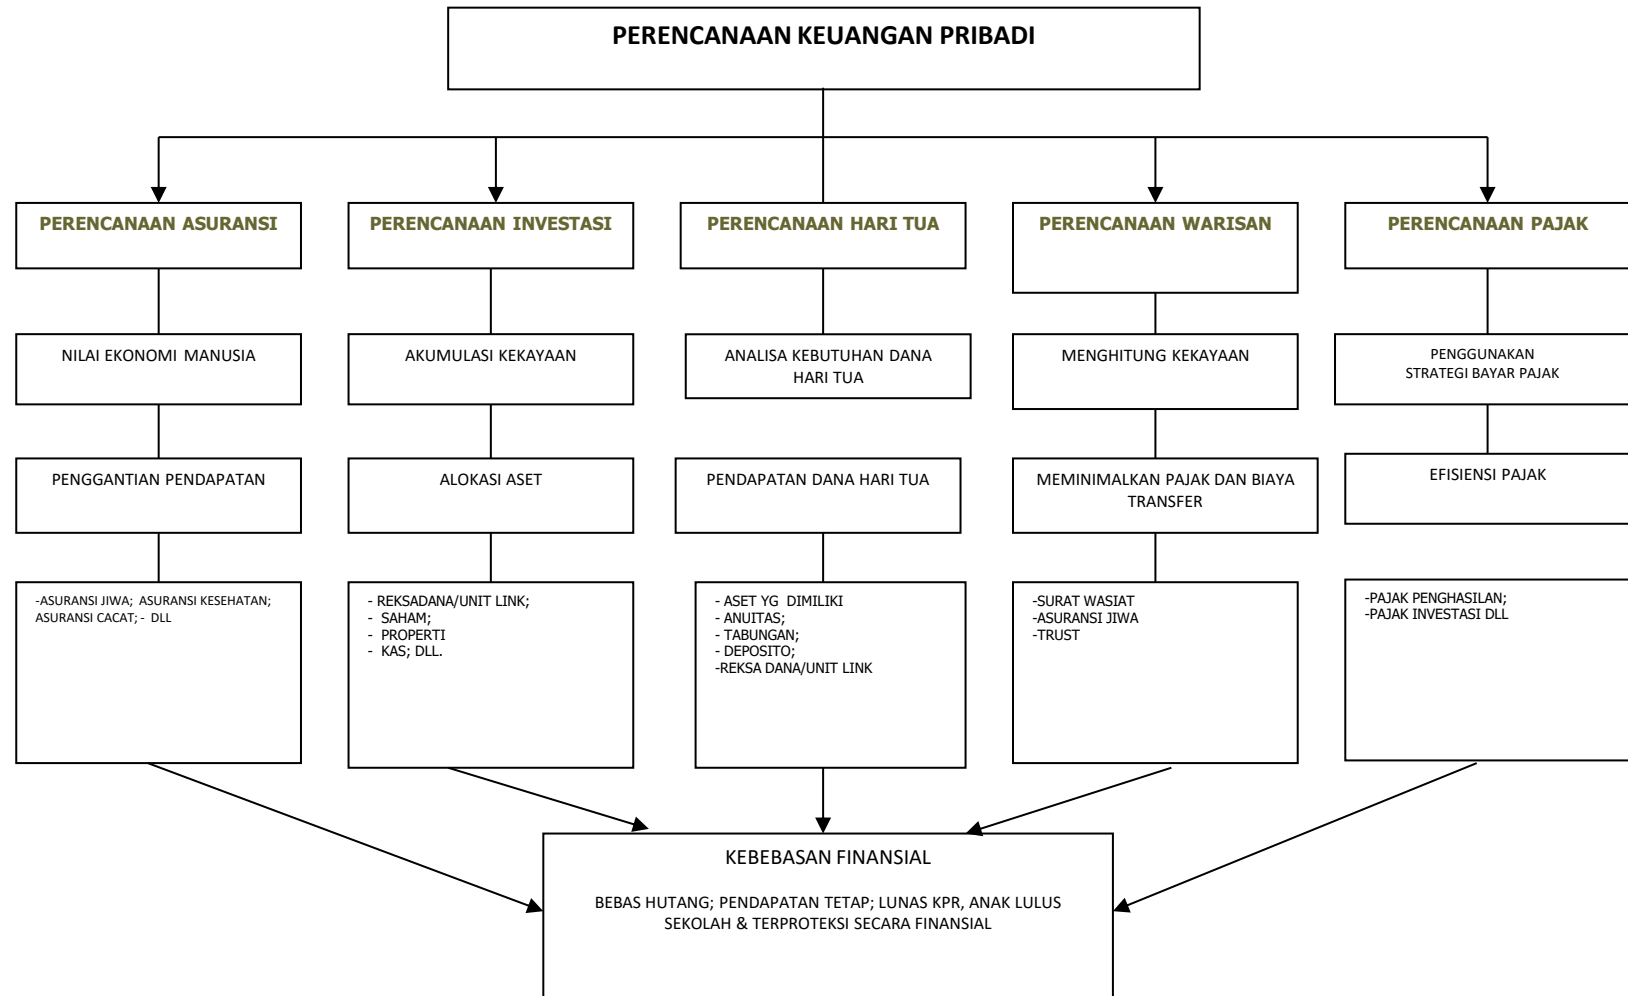 PERENCANAAN KEUANGAN PRIBADI
PERENCANAAN ASURANSI
PERENCANAAN INVESTASI
PERENCANAAN HARI TUA
PERENCANAAN WARISAN
PERENCANAAN PAJAK
NILAI EKONOMI MANUSIA
AKUMULASI KEKAYAAN
ANALISA KEBUTUHAN DANA
HARI TUA
MENGHITUNG KEKAYAAN
PENGGUNAKAN
STRATEGI BAYAR PAJAK
PENGGANTIAN PENDAPATAN
ALOKASI ASET
PENDAPATAN DANA HARI TUA
MEMINIMALKAN PAJAK DAN BIAYA
TRANSFER
EFISIENSI PAJAK
-ASURANSI JIWA; ASURANSI KESEHATAN;
ASURANSI CACAT; - DLL
- REKSADANA/UNIT LINK;
- SAHAM;
- PROPERTI
- KAS; DLL.
- ASET YG DIMILIKI
- ANUITAS;
- TABUNGAN;
- DEPOSITO;
-REKSA DANA/UNIT LINK
-SURAT WASIAT
-ASURANSI JIWA
-TRUST
-PAJAK PENGHASILAN;
-PAJAK INVESTASI DLL
KEBEBASAN FINANSIAL
BEBAS HUTANG; PENDAPATAN TETAP; LUNAS KPR, ANAK LULUS
SEKOLAH & TERPROTEKSI SECARA FINANSIAL